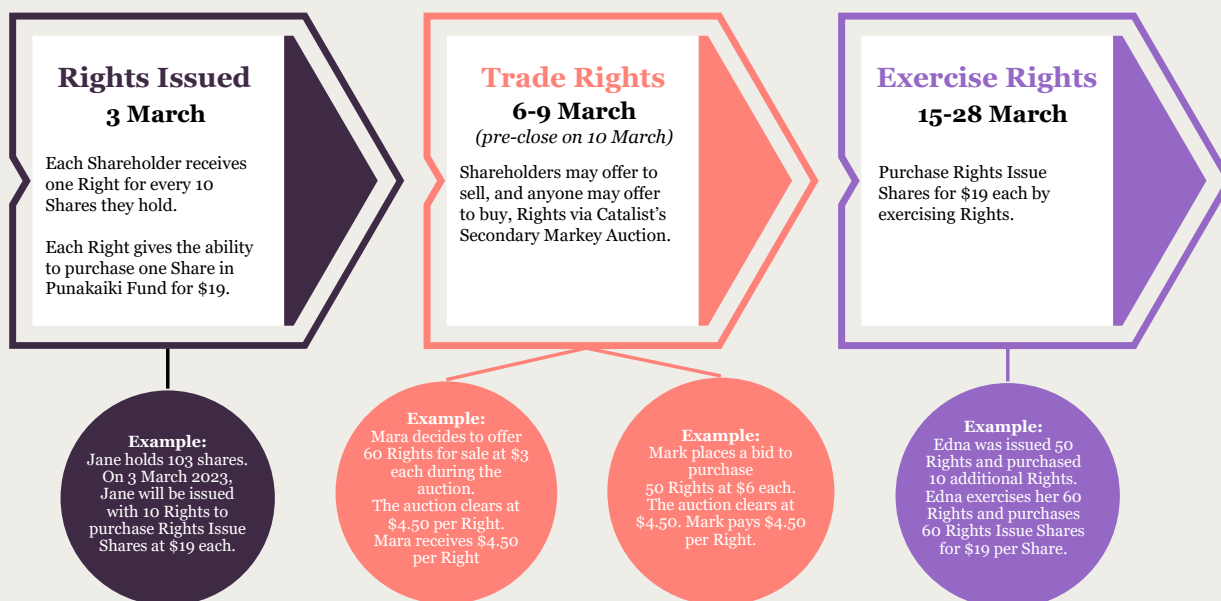 Rights Issued
3 March
Each Shareholder receives
one Right for every 10
Shares they hold.
Each Right gives the ability
to purchase one Share in
Punakaiki Fund for $19.
Trade Rights
6-9 March
(pre-close on 10 March)
Shareholders may offer to
sell, and anyone may offer
to buy, Rights via Catalist’s
Secondary Markey Auction.
Exercise Rights
15-28 March
Purchase Rights Issue
Shares for $19 each by
exercising Rights.
Example:
Jane holds 103 shares.
On 3 March 2023,
Jane will be issued
with 10 Rights to
purchase Rights Issue
Shares at $19 each.
Example:
Mara decides to offer
60 Rights for sale at $3
each during the
auction.
The auction clears at
$4.50 per Right.
Mara receives $4.50
per Right
Example:
Mark places a bid to
purchase
50 Rights at $6 each.
The auction clears at
$4.50. Mark pays $4.50
per Right.
Example:
Edna was issued 50
Rights and purchased
10 additional Rights.
Edna exercises her 60
Rights and purchases
60 Rights Issue Shares
for $19 per Share.